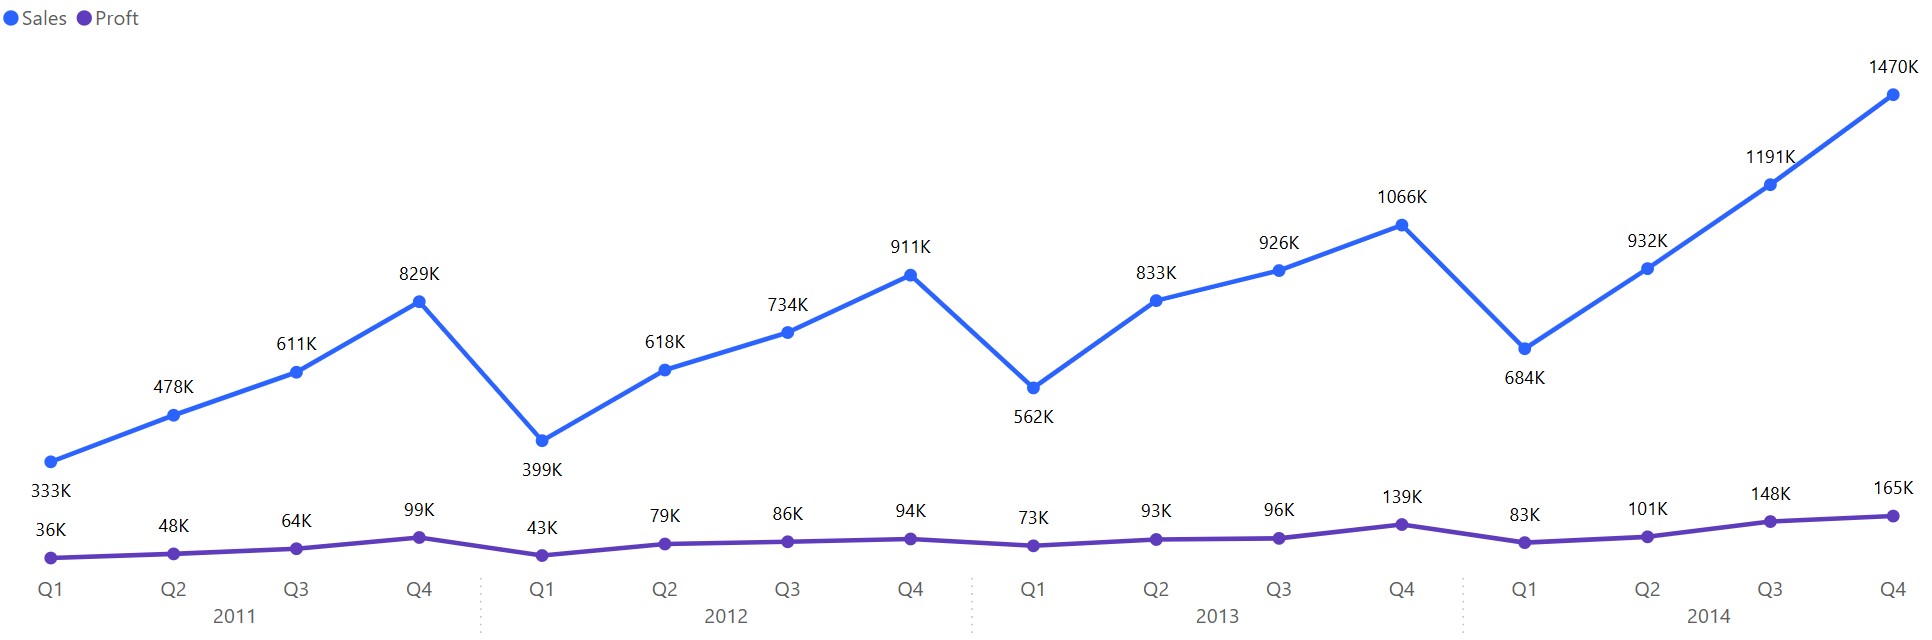 Sales Proft
1470K
1191K
1066K
932K
926K
911K
833K
829K
734K
684K
618K
611K
562K
478K
399K
333K
36K 48K 64K 99K 43K 79K 86K 94K 73K 93K 96K 139K 83K 101K 148K 165K
Q1 Q2 Q3 Q4 Q1 Q2 Q3 Q4 Q1 Q2 Q3 Q4 Q1 Q2 Q3 Q4
2011 2012 2013 2014